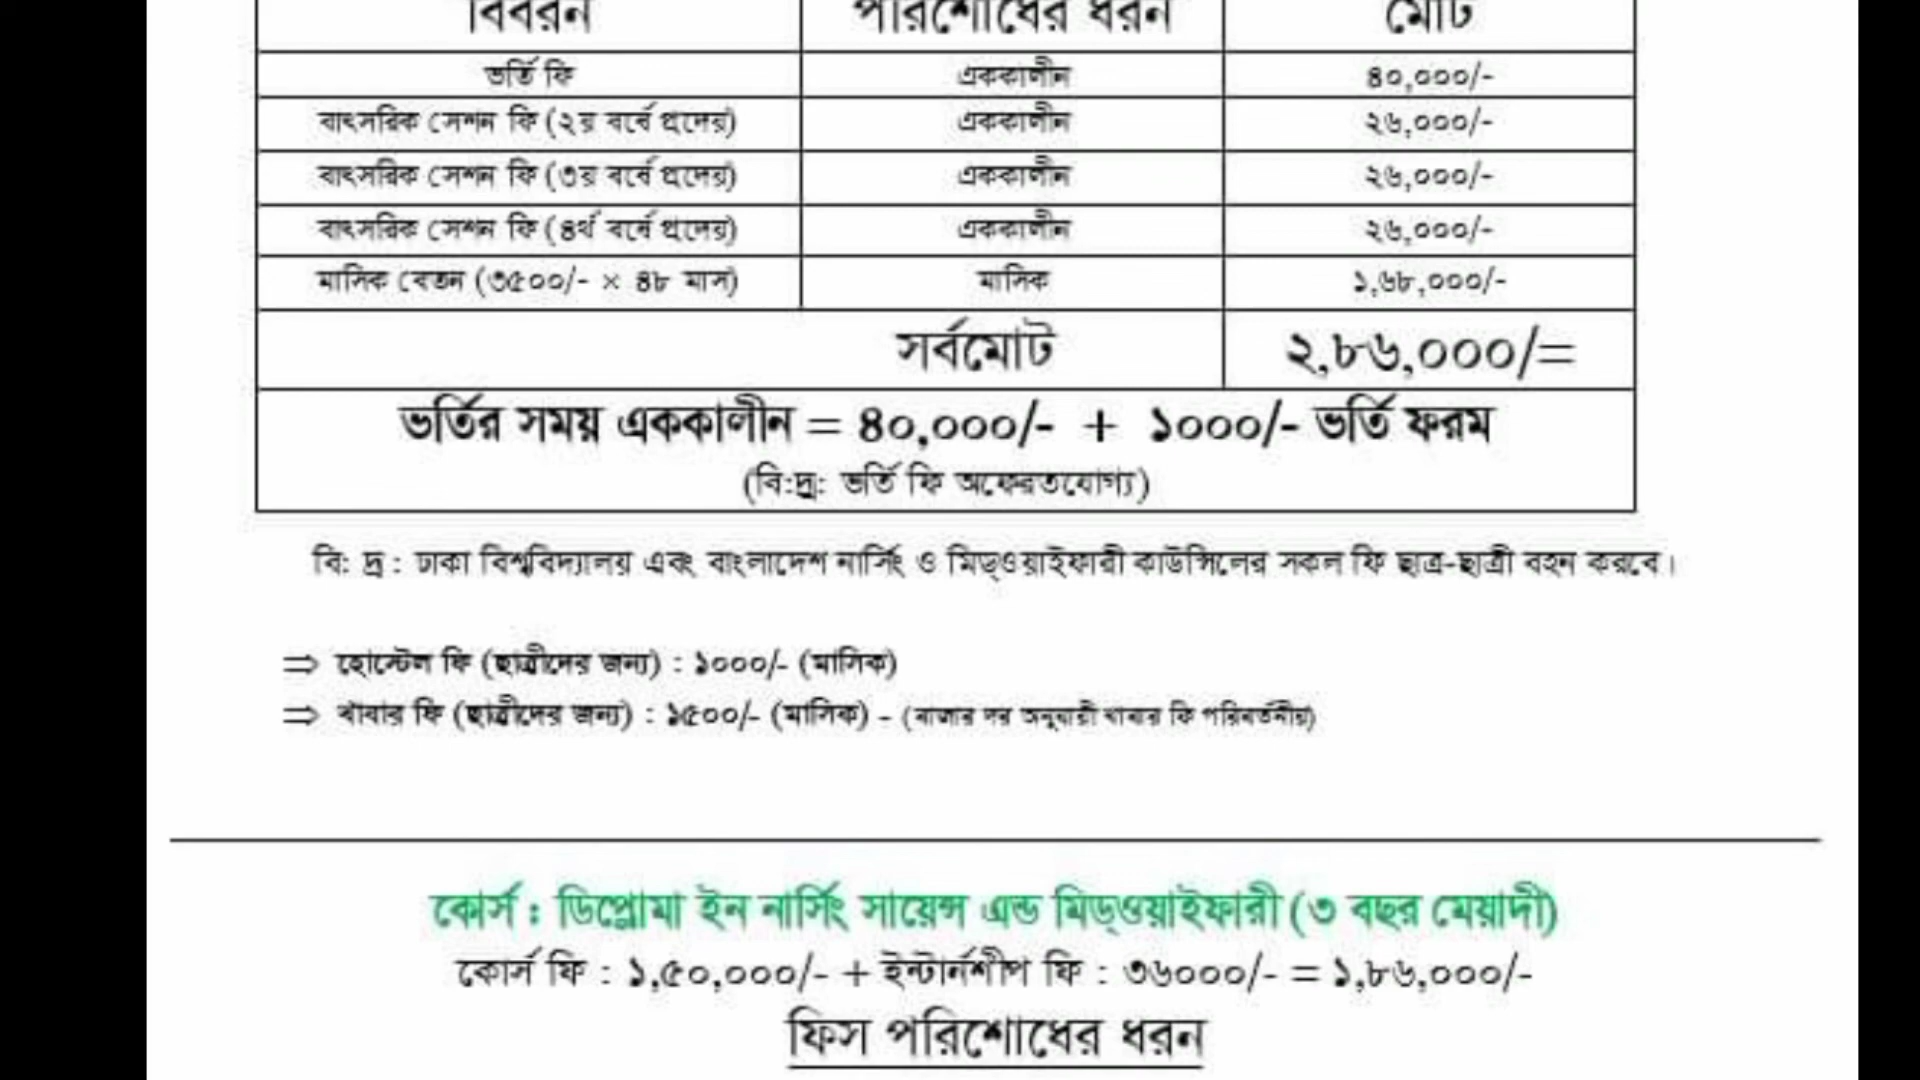 বিবরন পরিশোধের ধরন মোট
ভর্তি ফি এককালীন ৪০,০০০/-
বাৎসরিক সেশন ফি (২য় বর্ষে প্রদেয়) এককালীন ২৬,০০০/-
বাৎসরিক সেশন ফি (৩য় বর্ষে প্রদেয়) এককালীন ২৬,০০০/-
বাৎসরিক সেশন ফি (৪র্থ বর্ষে প্রদেয়) এককালীন ২৬,০০০/-
মাসিক বেতন (৩৫০০/- × ৪৮ মাস) মাসিক ১,৬৮,০০০/-
সর্বমোট ২,৮৬,০০০/=
ভর্তির সময় এককালীন = ৪০,০০০/- + ১০০০/- ভর্তি ফরম
(বি:দ্র: ভর্তি ফি অফেরতযোগ্য)
বি: দ্র : ঢাকা বিশ্ববিদ্যালয় এবং বাংলাদেশ নার্সিং ও মিড্ওয়াইফারী কাউন্সিলের সকল ফি ছাত্র-ছাত্রী বহন করবে।
⇒ হোস্টেল ফি (ছাত্রীদের জন্য) : ১০০০/- (মাসিক)
⇒ খাবার ফি (ছাত্রীদের জন্য) : ১৫০০/- (মাসিক) - (বাজার দর অনুযায়ী খাবার ফি পরিবর্তনীয়)
কোর্স : ডিপ্লোমা ইন নার্সিং সায়েন্স এন্ড মিড্ওয়াইফারী (৩ বছর মেয়াদী)
কোর্স ফি : ১,৫০,০০০/- + ইন্টার্নশীপ ফি : ৩৬০০০/- = ১,৮৬,০০০/-
ফিস পরিশোধের ধরন